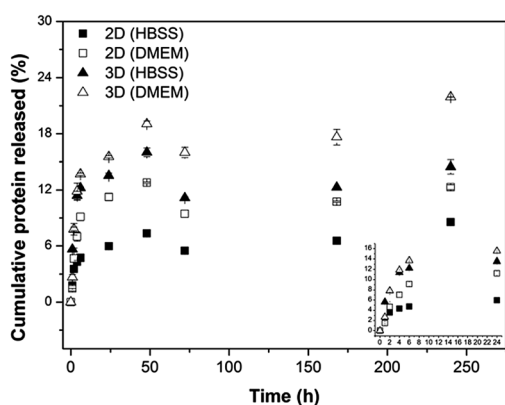 30
24
18
12
6
0
Cumulative protein released (%)
2D (HBSS)
2D (DMEM)
3D (HBSS)
3D (DMEM)
16
14
12
10
8
6
4
2
0
0 2 4 6 8 10 12 14 16 18 20 22 24
0 50 100 150 200 250
Time (h)